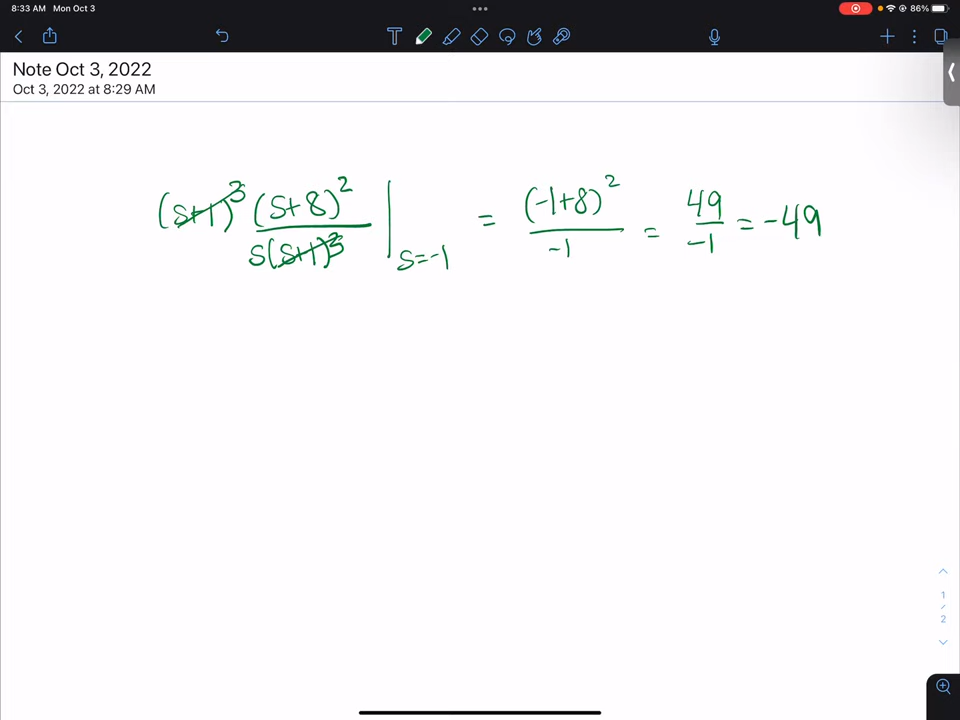 8:33 AM Mon Oct 3
86%
T
Note Oct 3, 2022
Oct 3, 2022 at 8:29 AM
(s+1)³ (s+8)² / s(s+1)³ | s=-1 = (-1+8)² / -1 = 49 / -1 = -49
1
/
2